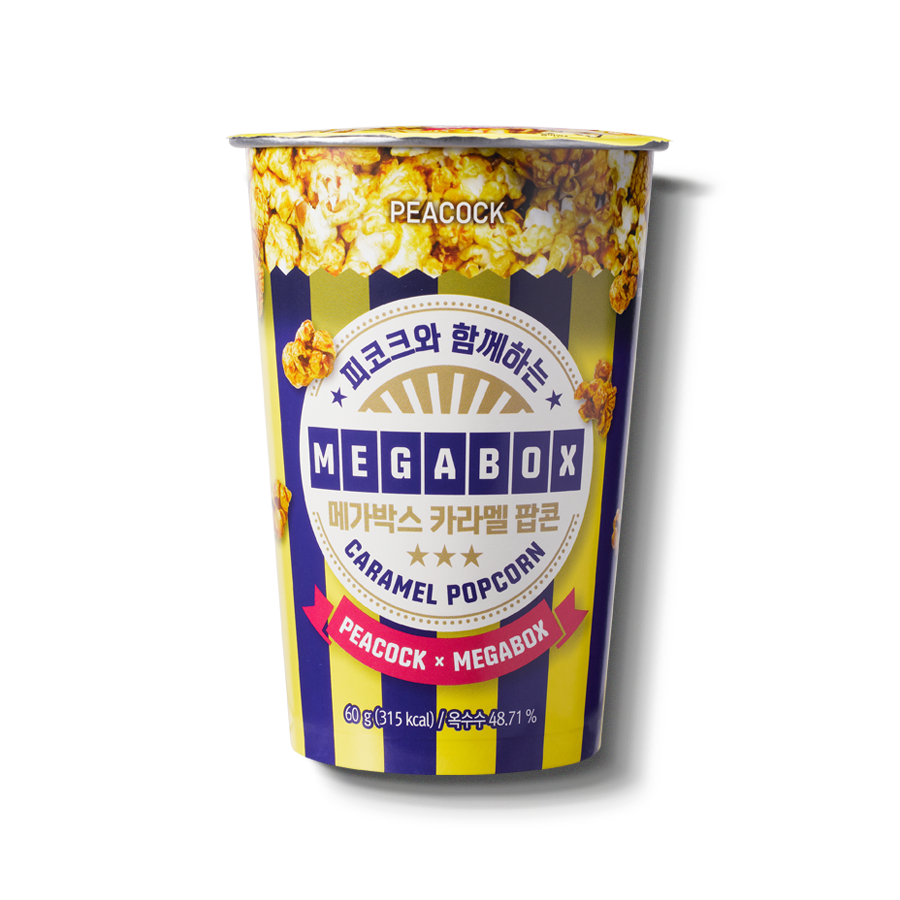 PEACOCK
피코크와 함께하는
MEGABOX
메가박스 카라멜 팝콘
CARAMEL POPCORN
PEACOCK x MEGABOX
60 g (315 kcal) / 옥수수 48.71 %